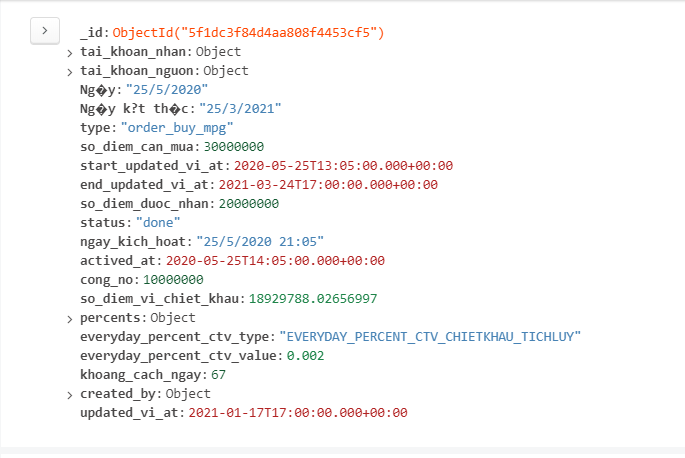 _id: ObjectId("5f1dc3f84d4aa808f4453cf5")
tai_khoan_nhan: Object
tai_khoan_nguon: Object
Ng�y: "25/5/2020"
Ng�y k?t th�c: "25/3/2021"
type: "order_buy_mpg"
so_diem_can_mua: 30000000
start_updated_vi_at: 2020-05-25T13:05:00.000+00:00
end_updated_vi_at: 2021-03-24T17:00:00.000+00:00
so_diem_duoc_nhan: 20000000
status: "done"
ngay_kich_hoat: "25/5/2020 21:05"
actived_at: 2020-05-25T14:05:00.000+00:00
cong_no: 10000000
so_diem_vi_chiet_khau: 18929788.02656997
percents: Object
everyday_percent_ctv_type: "EVERYDAY_PERCENT_CTV_CHIETKHAU_TICHLUY"
everyday_percent_ctv_value: 0.002
khoang_cach_ngay: 67
created_by: Object
updated_vi_at: 2021-01-17T17:00:00.000+00:00